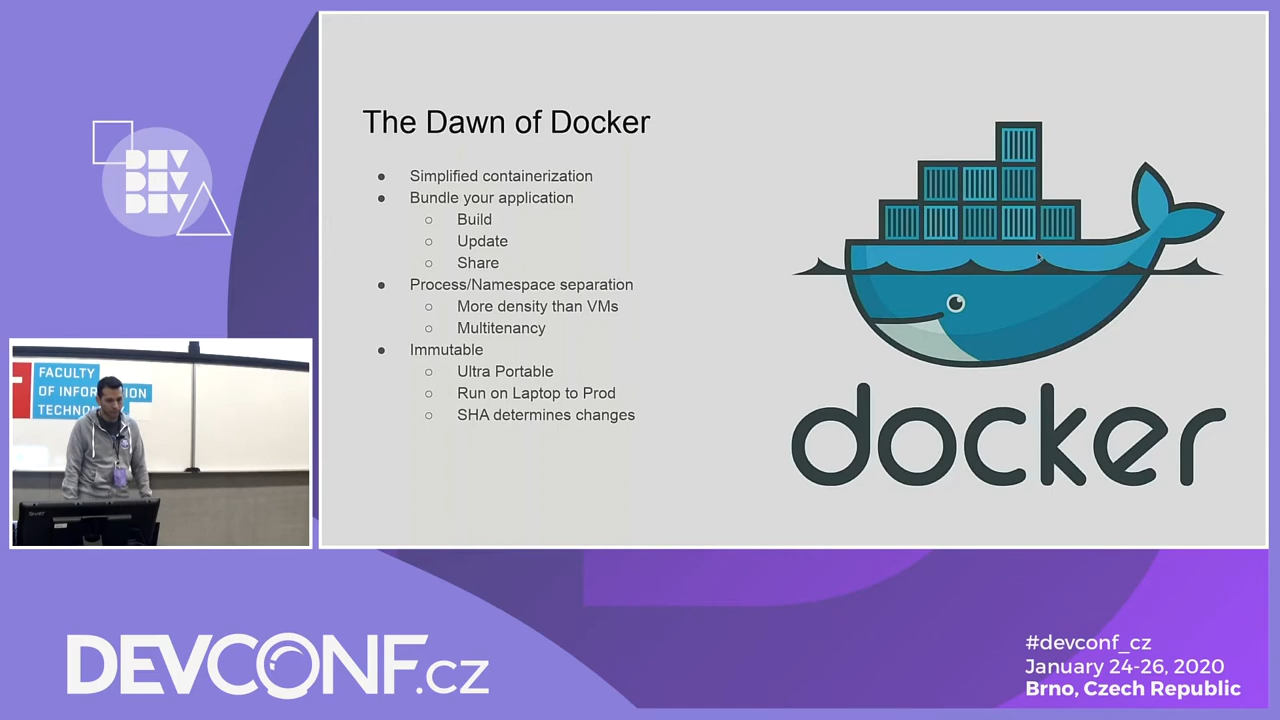 DEV
DEV
DEV
The Dawn of Docker
● Simplified containerization
● Bundle your application
○ Build
○ Update
○ Share
● Process/Namespace separation
○ More density than VMs
○ Multitenancy
● Immutable
○ Ultra Portable
○ Run on Laptop to Prod
○ SHA determines changes
docker
FACULTY
OF INFOR
TECHNO
DEVCONF.cz
#devconf_cz
January 24-26, 2020
Brno, Czech Republic